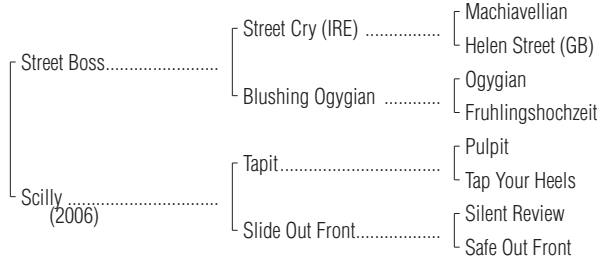 Machiavellian
Street Cry (IRE) ..................
Helen Street (GB)
Street Boss...........................
Ogygian
Blushing Ogygian .............
Fruhlingshochzeit
Pulpit
Tapit......................................
Tap Your Heels
Scilly ....................................
(2006)
Silent Review
Slide Out Front....................
Safe Out Front